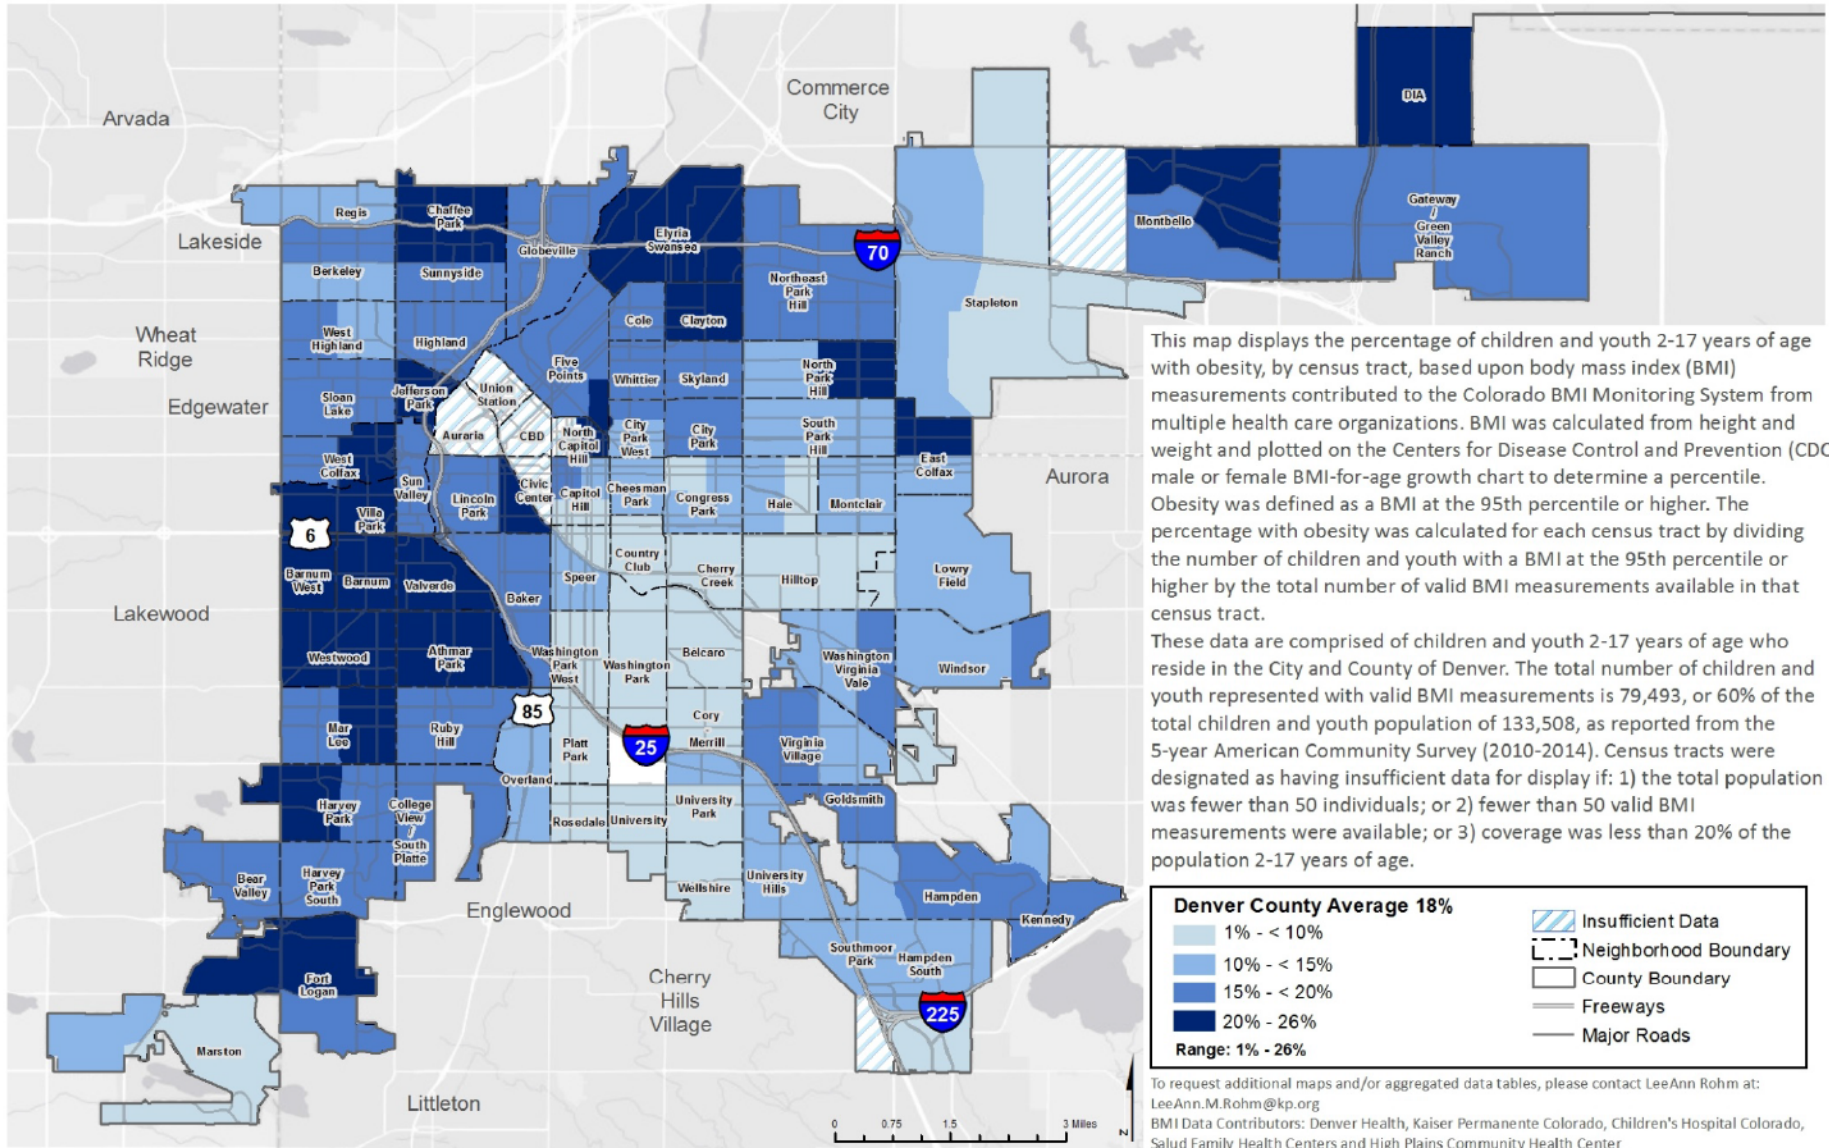 Arvada
Commerce
City
DIA
Regis
Chaffee
Park
Lakeside
Globeville
Elyria
Swansea
70
Montbello
Gateway
/
Green
Valley
Ranch
Berkeley
Sunnyside
Northeast
Park
Hill
Stapleton
Wheat
Ridge
West
Highland
Highland
Cole
Clayton
Five
Points
Whittier
Skyland
North
Park
Hill
Edgewater
Sloan
Lake
Jefferson
Park
Union
Station
Auraria
CBD
North
Capitol
Hill
City
Park
West
City
Park
South
Park
Hill
East
Colfax
Aurora
West
Colfax
Sun
Valley
Villa
Park
Lincoln
Park
Civic
Center
Capitol
Hill
Cheesman
Park
Congress
Park
Hale
Montclair
6
Barnum
West
Barnum
Valverde
Baker
Speer
Country
Club
Cherry
Creek
Hilltop
Lowry
Field
Lakewood
Westwood
Athmar
Park
Washington
Park
West
Washington
Park
Belcaro
Washington
Virginia
Vale
Windsor
85
Mar
Lee
Ruby
Hill
Platt
Park
25
Cory
-
Merrill
Virginia
Village
Overland
Harvey
Park
College
View
/
South
Platte
Rosedale
University
University
Park
Goldsmith
Bear
Valley
Harvey
Park
South
Wellshire
University
Hills
Hampden
Kennedy
Englewood
Fort
Logan
Cherry
Hills
Village
Southmoor
Park
Hampden
South
225
Marston
Littleton
0 0.75 1.5 3 Miles
N
This map displays the percentage of children and youth 2-17 years of age
with obesity, by census tract, based upon body mass index (BMI)
measurements contributed to the Colorado BMI Monitoring System from
multiple health care organizations. BMI was calculated from height and
weight and plotted on the Centers for Disease Control and Prevention (CDC
male or female BMI-for-age growth chart to determine a percentile.
Obesity was defined as a BMI at the 95th percentile or higher. The
percentage with obesity was calculated for each census tract by dividing
the number of children and youth with a BMI at the 95th percentile or
higher by the total number of valid BMI measurements available in that
census tract.
These data are comprised of children and youth 2-17 years of age who
reside in the City and County of Denver. The total number of children and
youth represented with valid BMI measurements is 79,493, or 60% of the
total children and youth population of 133,508, as reported from the
5-year American Community Survey (2010-2014). Census tracts were
designated as having insufficient data for display if: 1) the total population
was fewer than 50 individuals; or 2) fewer than 50 valid BMI
measurements were available; or 3) coverage was less than 20% of the
population 2-17 years of age.
Denver County Average 18%
1% - < 10%
10% - < 15%
15% - < 20%
20% - 26%
Range: 1% - 26%
Insufficient Data
Neighborhood Boundary
County Boundary
Freeways
Major Roads
To request additional maps and/or aggregated data tables, please contact LeeAnn Rohm at:
LeeAnn.M.Rohm@kp.org
BMI Data Contributors: Denver Health, Kaiser Permanente Colorado, Children's Hospital Colorado,
Salud Family Health Centers and High Plains Community Health Center